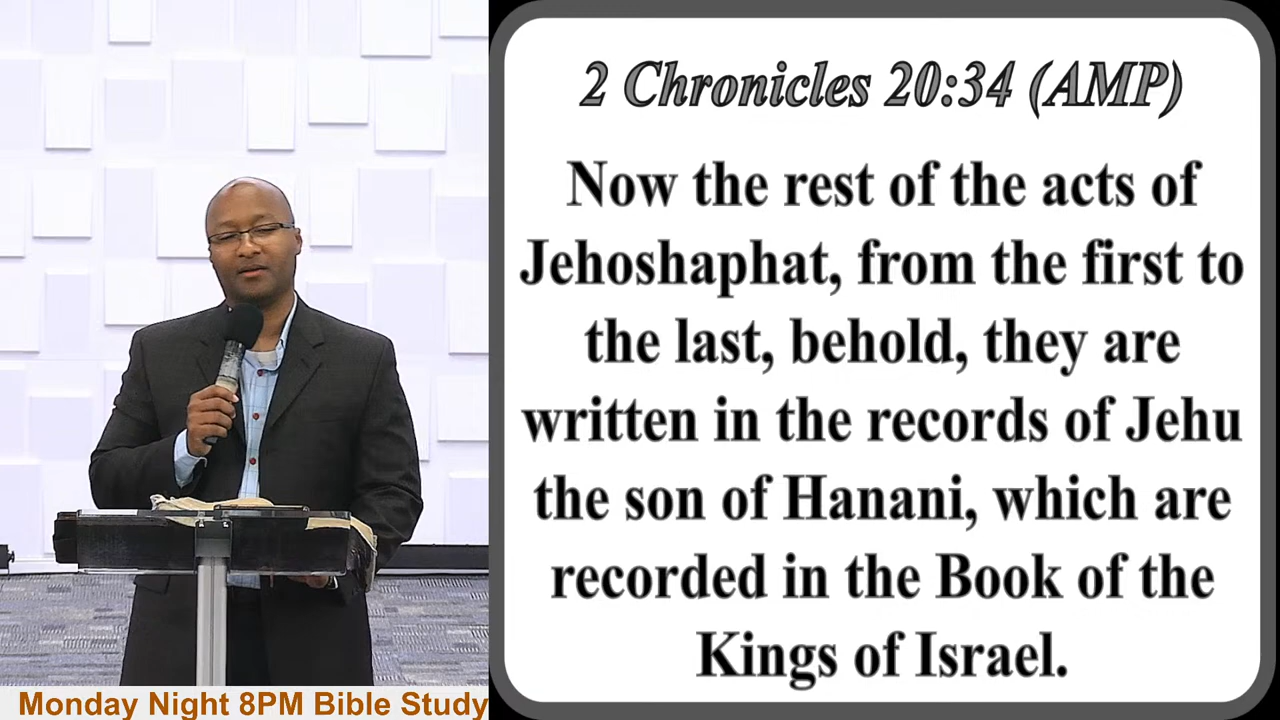 2 Chronicles 20:34 (AMP)
Now the rest of the acts of
Jehoshaphat, from the first to
the last, behold, they are
written in the records of Jehu
the son of Hanani, which are
recorded in the Book of the
Kings of Israel.
Monday Night 8PM Bible Study